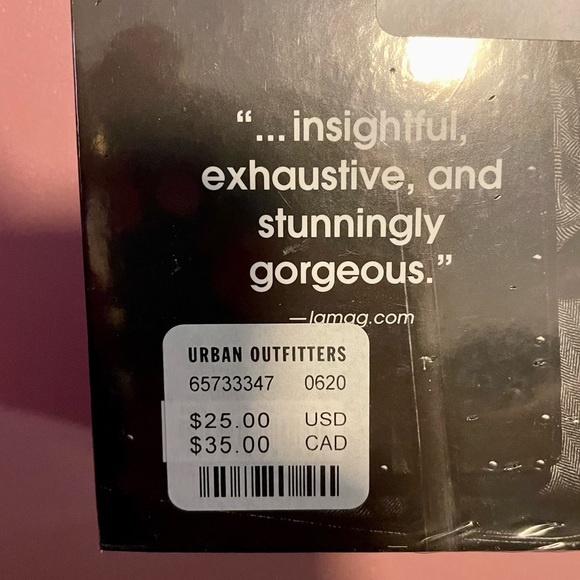 “... insightful,
exhaustive, and
stunningly
gorgeous.”
—lamag.com
URBAN OUTFITTERS
65733347 0620
$25.00 USD
$35.00 CAD